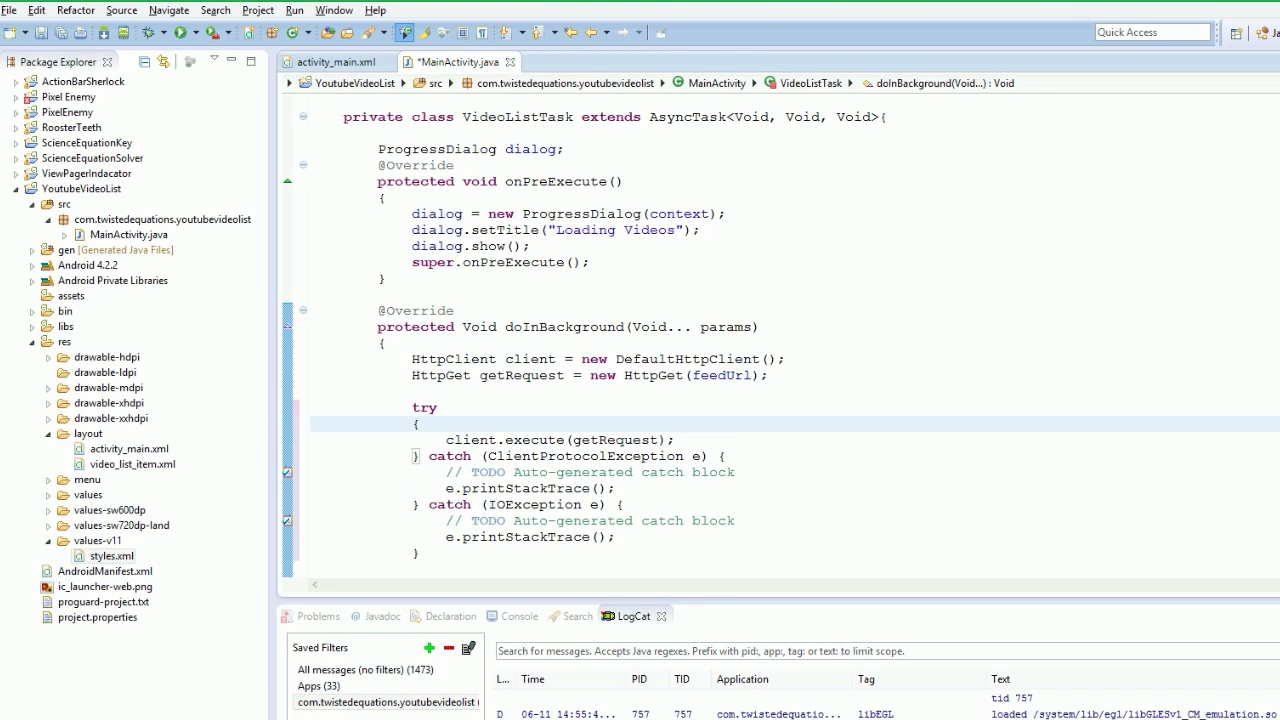 File Edit Refactor Source Navigate Search Project Run Window Help
Quick Access
Package Explorer
activity_main.xml
*MainActivity.java
YoutubeVideoList src com.twistedequations.youtubevideolist MainActivity VideoListTask doInBackground(Void...) : Void
ActionBarSherlock
Pixel Enemy
PixelEnemy
RoosterTeeth
ScienceEquationKey
ScienceEquationSolver
ViewPagerIndacator
YoutubeVideoList
src
com.twistedequations.youtubevideolist
MainActivity.java
gen [Generated Java Files]
Android 4.2.2
Android Private Libraries
assets
bin
libs
res
drawable-hdpi
drawable-ldpi
drawable-mdpi
drawable-xhdpi
drawable-xxhdpi
layout
activity_main.xml
video_list_item.xml
menu
values
values-sw600dp
values-sw720dp-land
values-v11
styles.xml
AndroidManifest.xml
ic_launcher-web.png
proguard-project.txt
project.properties
private class VideoListTask extends AsyncTask<Void, Void, Void>{
ProgressDialog dialog;
@Override
protected void onPreExecute()
{
dialog = new ProgressDialog(context);
dialog.setTitle("Loading Videos");
dialog.show();
super.onPreExecute();
}
@Override
protected Void doInBackground(Void... params)
{
HttpClient client = new DefaultHttpClient();
HttpGet getRequest = new HttpGet(feedUrl);
try
{
client.execute(getRequest);
} catch (ClientProtocolException e) {
// TODO Auto-generated catch block
e.printStackTrace();
} catch (IOException e) {
// TODO Auto-generated catch block
e.printStackTrace();
}
Problems @ Javadoc Declaration Console Search LogCat
Saved Filters
All messages (no filters) (1473)
Apps (33)
com.twistedequations.youtubevideolist (
Search for messages. Accepts Java regexes. Prefix with pid:, app:, tag: or text: to limit scope.
L... Time PID TID Application Tag Text
tid 757
D 06-11 14:55:4... 757 757 com.twistedequatio... libEGL loaded /system/lib/egl/libGLESv1_CM_emulation.so